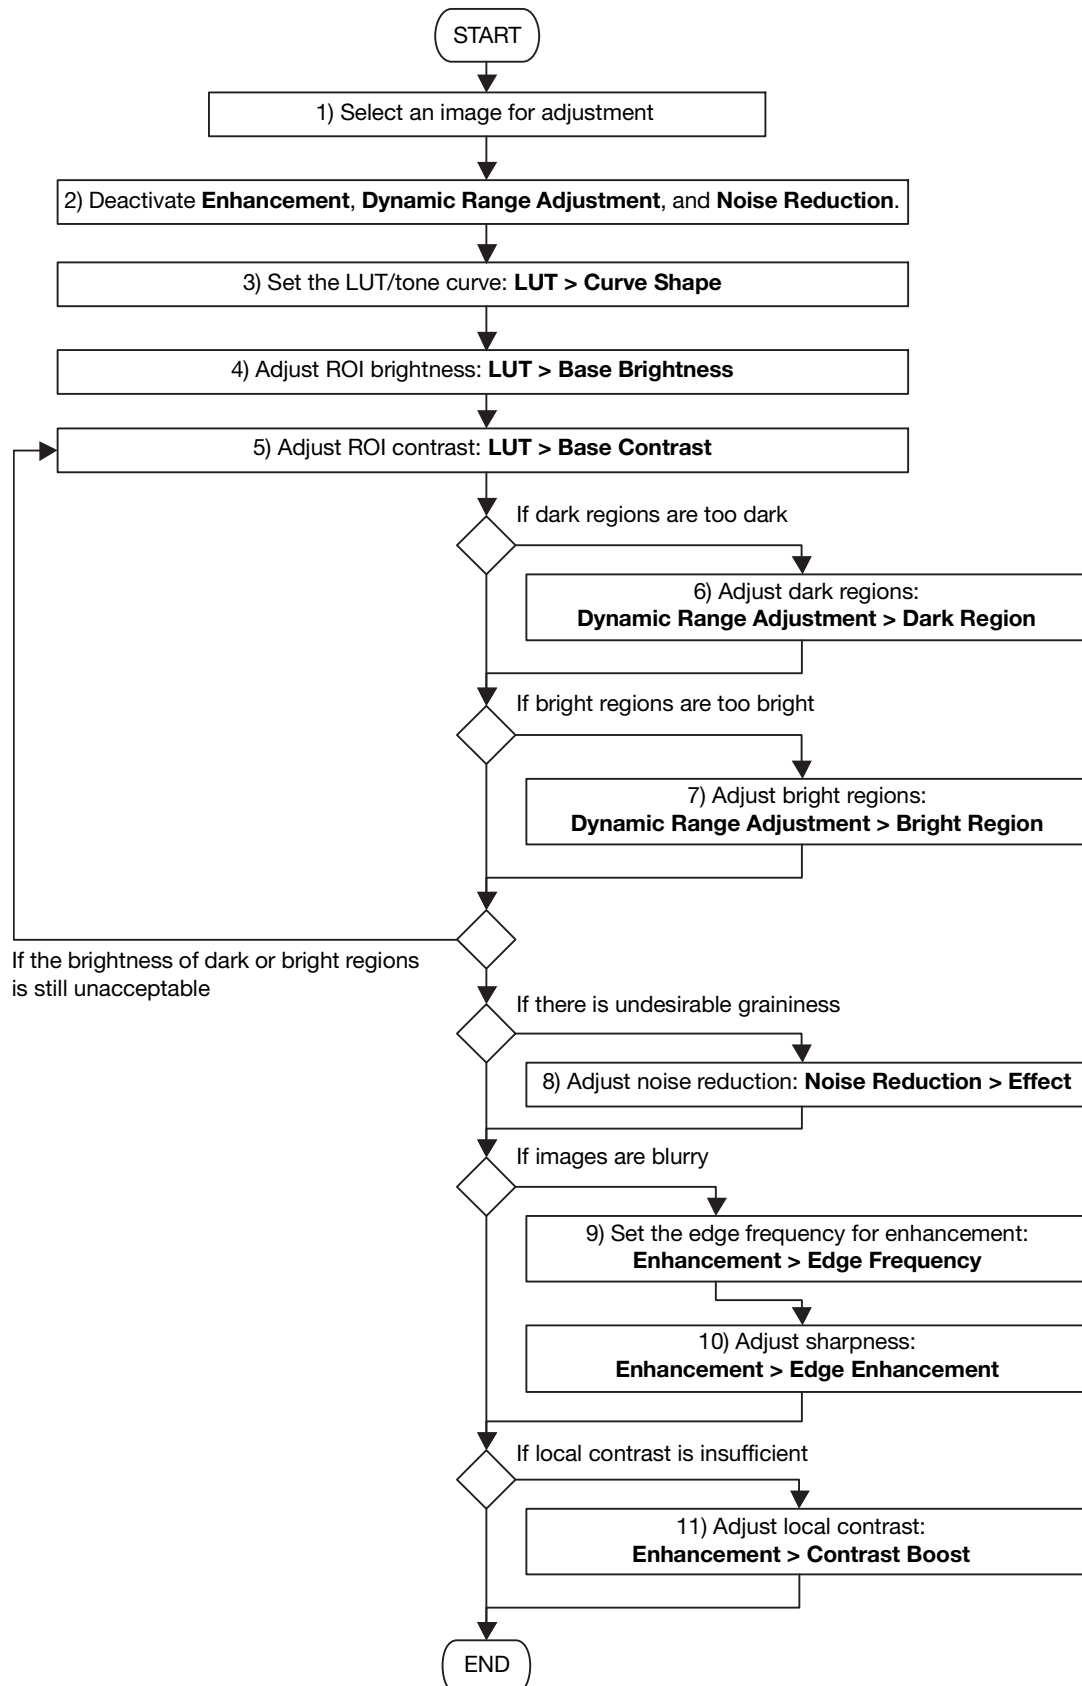 START
1) Select an image for adjustment
2) Deactivate Enhancement, Dynamic Range Adjustment, and Noise Reduction.
3) Set the LUT/tone curve: LUT > Curve Shape
4) Adjust ROI brightness: LUT > Base Brightness
5) Adjust ROI contrast: LUT > Base Contrast
If dark regions are too dark
6) Adjust dark regions:
Dynamic Range Adjustment > Dark Region
If bright regions are too bright
7) Adjust bright regions:
Dynamic Range Adjustment > Bright Region
If the brightness of dark or bright regions
is still unacceptable
If there is undesirable graininess
8) Adjust noise reduction: Noise Reduction > Effect
If images are blurry
9) Set the edge frequency for enhancement:
Enhancement > Edge Frequency
10) Adjust sharpness:
Enhancement > Edge Enhancement
If local contrast is insufficient
11) Adjust local contrast:
Enhancement > Contrast Boost
END